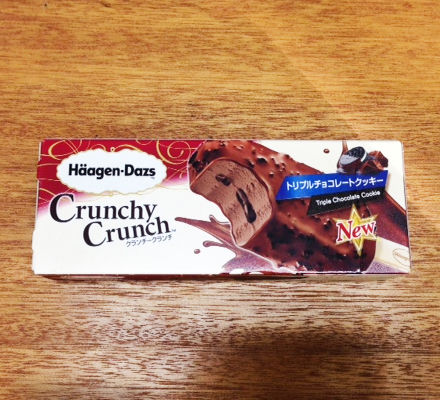 Häagen-Dazs
Crunchy
Crunch™
クランチークランチ
トリプルチョコレートクッキー
Triple Chocolate Cookie
New